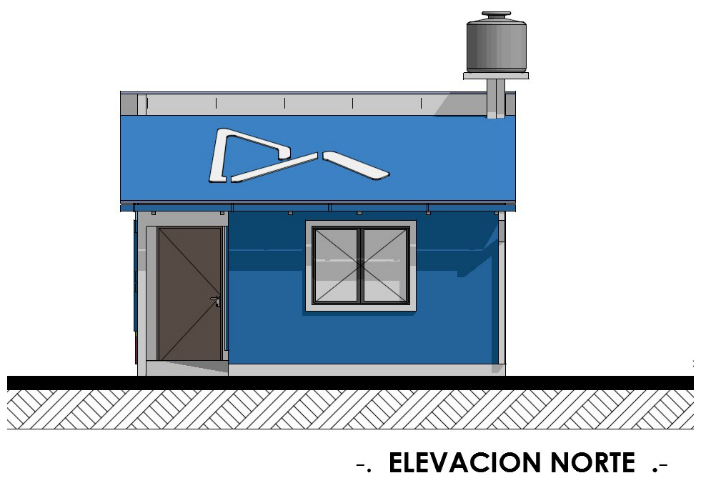 -. ELEVACION NORTE .-